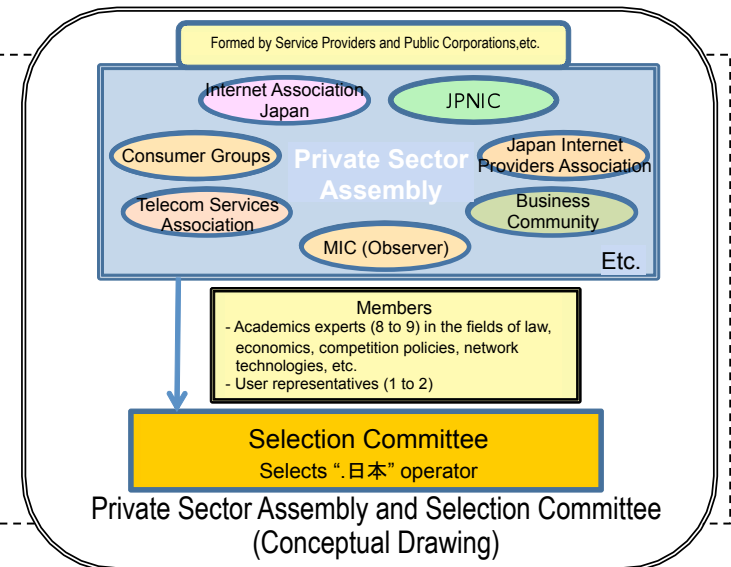 Formed by Service Providers and Public Corporations,etc.
Internet Association
Japan
JPNIC
Consumer Groups
Private Sector
Assembly
Japan Internet
Providers Association
Telecom Services
Association
Business
Community
MIC (Observer)
Etc.
Members
- Academics experts (8 to 9) in the fields of law,
economics, competition policies, network
technologies, etc.
- User representatives (1 to 2)
Selection Committee
Selects “.日本” operator
Private Sector Assembly and Selection Committee
(Conceptual Drawing)